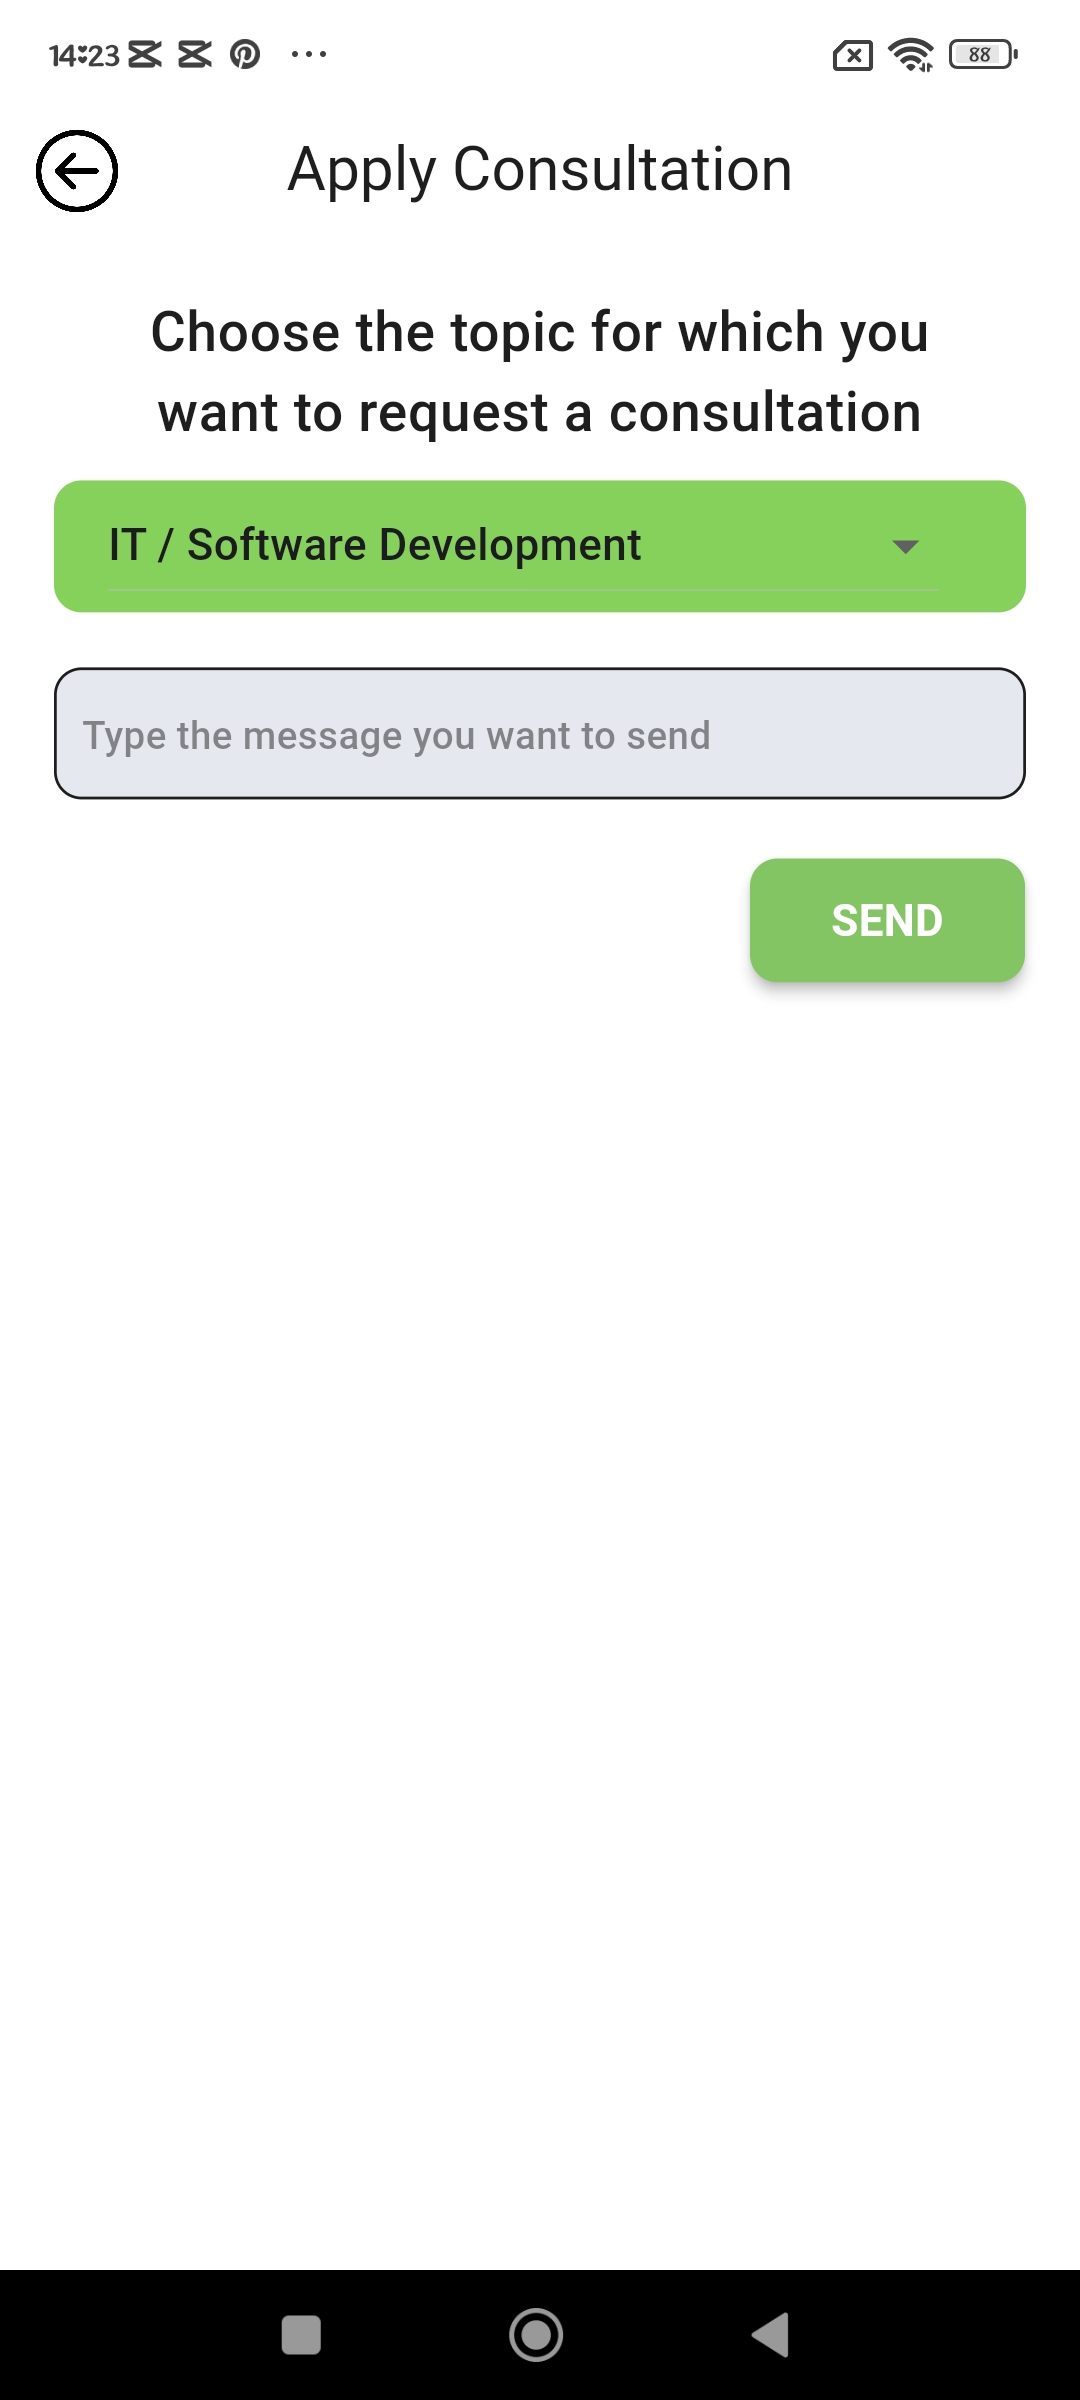 14:23
88
Apply Consultation
Choose the topic for which you
want to request a consultation
IT / Software Development
Type the message you want to send
SEND